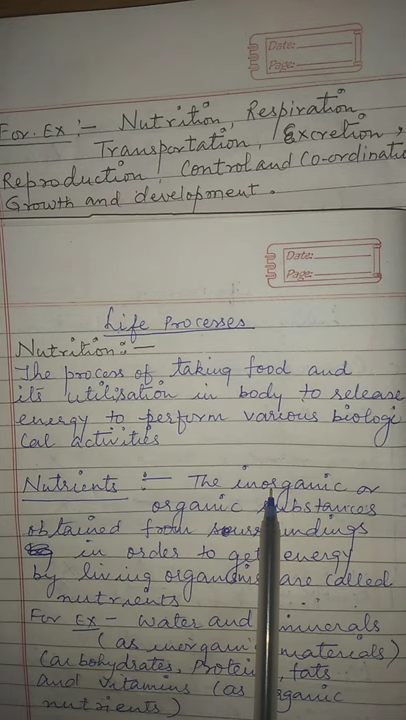 Date:
Page:
For. Ex :- Nutrition, Respiration
Transportation, Excretion,
Reproduction, Control and Co-ordinatio
Growth and development.
Date:
Page:
Life Processes
Nutrition :-
The process of taking food and
its utilisation in body to release
energy to perform various biologi
cal activities
Nutrients :- The inorganic or
organic substances
obtained from surroundings
in order to get energy
by living organ are called
nutrients
For Ex - Water and minerals
(as inorgani materials)
Carbohydrates, Protein, fats
and vitamins (as organic
nutrients)